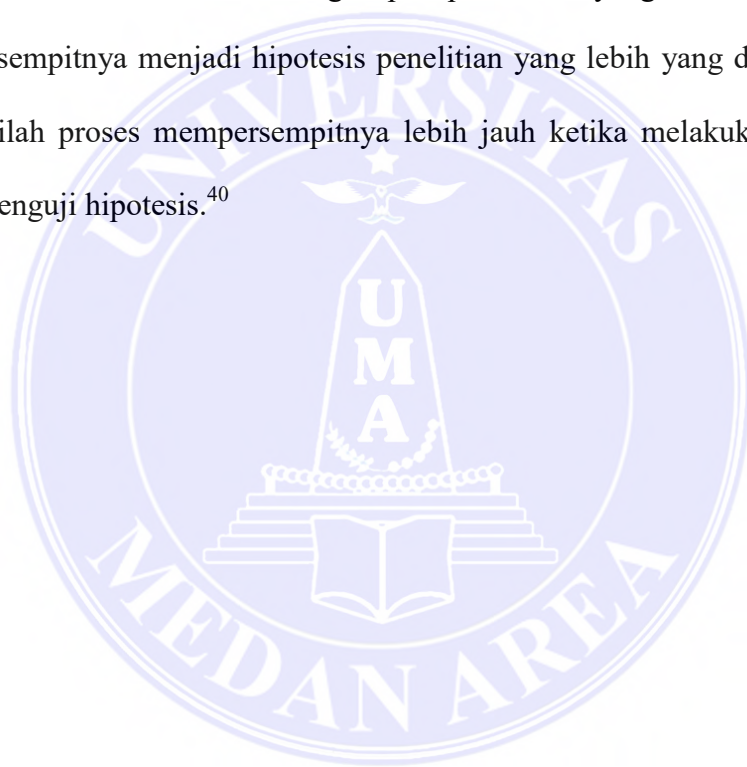 sempitnya menjadi hipotesis penelitian yang lebih yang d
ilah proses mempersempitnya lebih jauh ketika melakuk
enguji hipotesis.40
UNIVERSITAS
UMA
MEDAN AREA